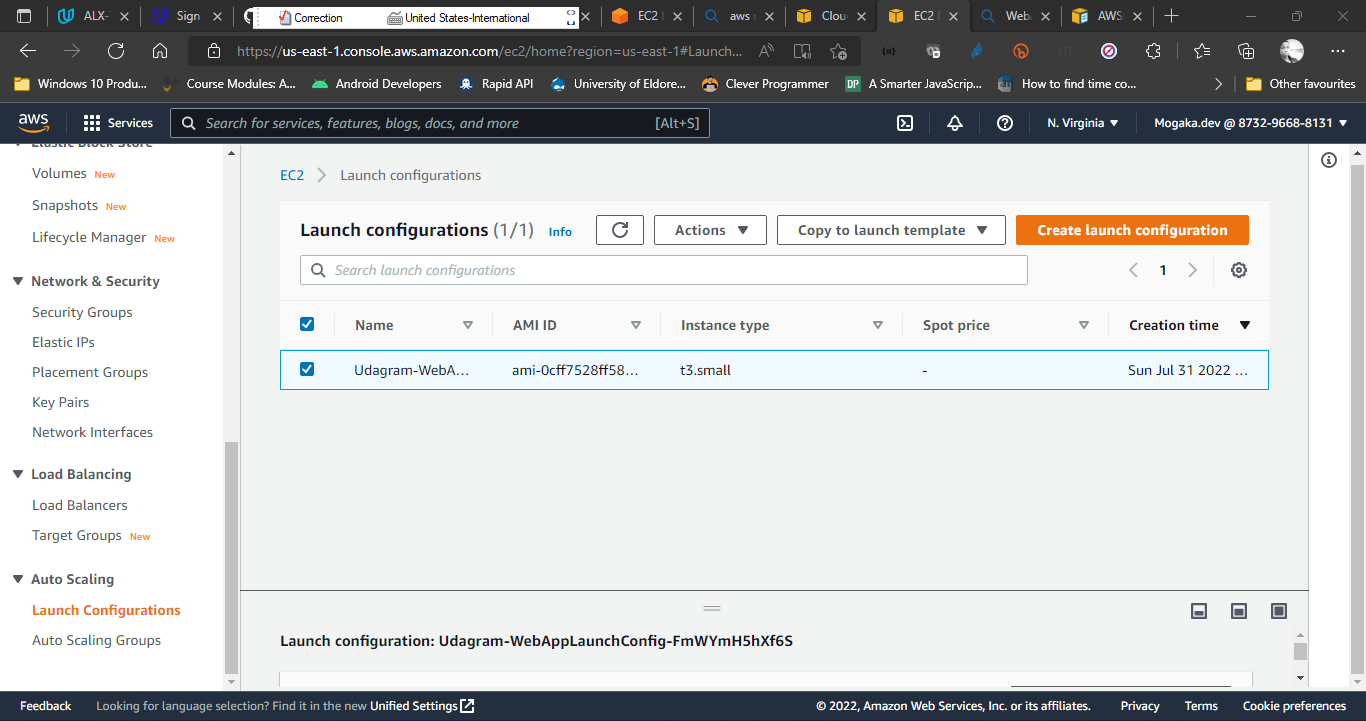 ALX-
Sign
Correction
United States-International
EC2
aws
Clou
EC2
Web
AWS
https://us-east-1.console.aws.amazon.com/ec2/home?region=us-east-1#Launch...
Windows 10 Produ...
Course Modules: A...
Android Developers
Rapid API
University of Eldore...
Clever Programmer
DP
A Smarter JavaScrip...
How to find time co...
Other favourites
aws
Services
Search for services, features, blogs, docs, and more
[Alt+S]
N. Virginia
Mogaka.dev @ 8732-9668-8131
Elastic Block Store
Volumes New
Snapshots New
Lifecycle Manager New
Network & Security
Security Groups
Elastic IPs
Placement Groups
Key Pairs
Network Interfaces
Load Balancing
Load Balancers
Target Groups New
Auto Scaling
Launch Configurations
Auto Scaling Groups
EC2 Launch configurations
Launch configurations (1/1) Info
Actions
Copy to launch template
Create launch configuration
Search launch configurations
1
Name AMI ID Instance type Spot price Creation time
Udagram-WebA... ami-0cff7528ff58... t3.small - Sun Jul 31 2022 ...
Launch configuration: Udagram-WebAppLaunchConfig-FmWYmH5hXf6S
Feedback
Looking for language selection? Find it in the new Unified Settings
© 2022, Amazon Web Services, Inc. or its affiliates.
Privacy
Terms
Cookie preferences